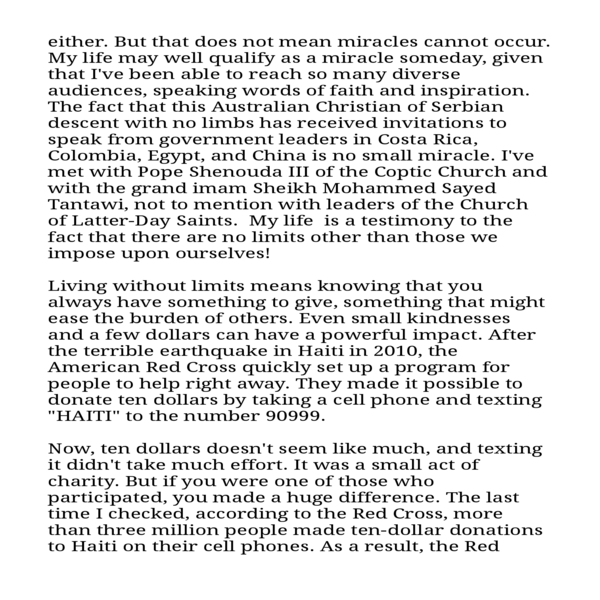 either. But that does not mean miracles cannot occur.
My life may well qualify as a miracle someday, given
that I've been able to reach so many diverse
audiences, speaking words of faith and inspiration.
The fact that this Australian Christian of Serbian
descent with no limbs has received invitations to
speak from government leaders in Costa Rica,
Colombia, Egypt, and China is no small miracle. I've
met with Pope Shenouda III of the Coptic Church and
with the grand imam Sheikh Mohammed Sayed
Tantawi, not to mention with leaders of the Church
of Latter-Day Saints.  My life  is a testimony to the
fact that there are no limits other than those we
impose upon ourselves!

Living without limits means knowing that you
always have something to give, something that might
ease the burden of others. Even small kindnesses
and a few dollars can have a powerful impact. After
the terrible earthquake in Haiti in 2010, the
American Red Cross quickly set up a program for
people to help right away. They made it possible to
donate ten dollars by taking a cell phone and texting
"HAITI" to the number 90999.

Now, ten dollars doesn't seem like much, and texting
it didn't take much effort. It was a small act of
charity. But if you were one of those who
participated, you made a huge difference. The last
time I checked, according to the Red Cross, more
than three million people made ten-dollar donations
to Haiti on their cell phones. As a result, the Red